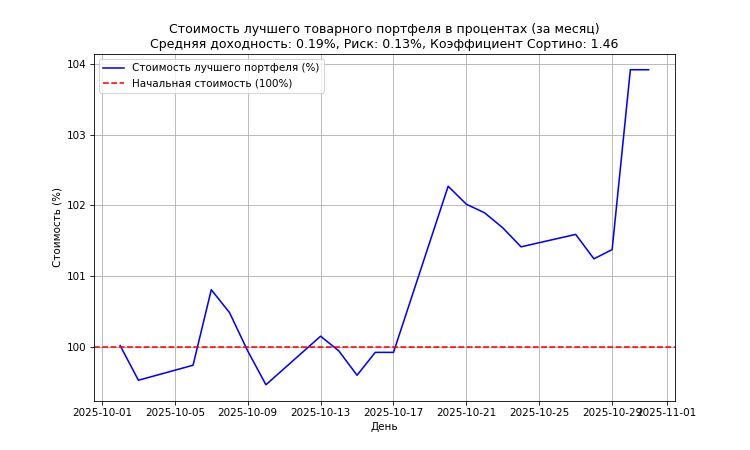 Стоимость лучшего товарного портфеля в процентах (за месяц)
Средняя доходность: 0.19%, Риск: 0.13%, Коэффициент Сортино: 1.46
Стоимость лучшего портфеля (%)
Начальная стоимость (100%)
Стоимость (%)
104
103
102
101
100
2025-10-01 2025-10-05 2025-10-09 2025-10-13 2025-10-17 2025-10-21 2025-10-25 2025-10-29 2025-11-01
День